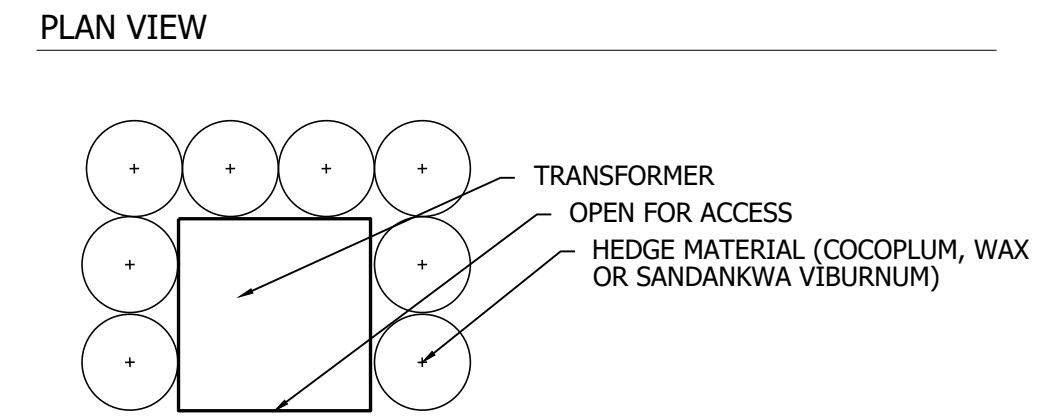 PLAN VIEW
TRANSFORMER
OPEN FOR ACCESS
HEDGE MATERIAL (COCOPLUM, WAX
OR SANDANKWA VIBURNUM)